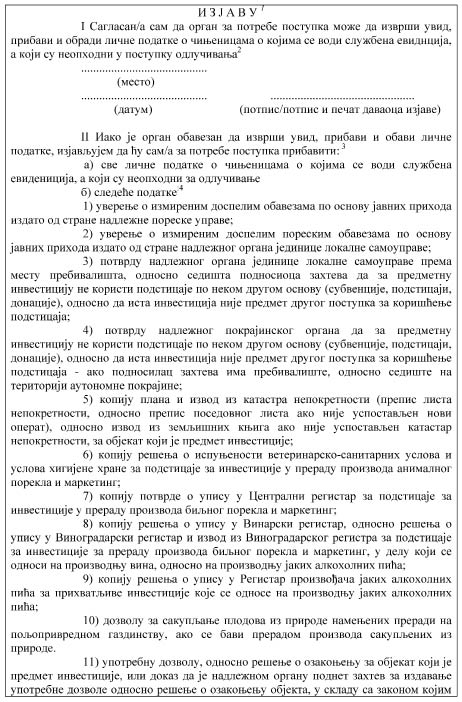 И З Ј А В У 1
I Сагласан/а сам да орган за потребе поступка може да изврши увид,
прибави и обради личне податке о чињеницама о којима се води службена евиднција,
а који су неопходни у поступку одлучивања2
..........................................
(место)
.......................................... ................................................
(датум) (потпис/потпис и печат даваоца изјаве)
II Иако је орган обавезан да изврши увид, прибави и обави личне
податке, изјављујем да ћу сам/а за потребе поступка прибавити: 3
а) све личне податке о чињеницама о којима се води службена
евиденција, а који су неопходни за одлучивање
б) следеће податке 4
1) уверење о измиреним доспелим обавезама по основу јавних прихода
издато од стране надлежне пореске управе;
2) уверење о измиреним доспелим пореским обавезама по основу
јавних прихода издато од стране надлежног органа јединице локалне самоуправе;
3) потврду надлежног органа јединице локалне самоуправе према
месту пребивалишта, односно седишта подносиоца захтева да за предметну
инвестицију не користи подстицаје по неком другом основу (субвенције, подстицаји,
донације), односно да иста инвестиција није предмет другог поступка за коришћење
подстицаја;
4) потврду надлежног покрајинског органа да за предметну
инвестицију не користи подстицаје по неком другом основу (субвенције, подстицаји,
донације), односно да иста инвестиција није предмет другог поступка за коришћење
подстицаја - ако подносилац захтева има пребивалиште, односно седиште на
територији аутономне покрајине;
5) копију плана и извод из катастра непокретности (препис листа
непокретности, односно препис поседовног листа ако није успостављен нови
операт), односно извод из земљишних књига ако није успостављен катастар
непокретности, за објекат који је предмет инвестиције;
6) копију решења о испуњености ветеринарско-санитарних услова и
услова хигијене хране за подстицаје за инвестиције у прераду производа анималног
порекла и маркетинг;
7) копију потврде о упису у Централни регистар за подстицаје за
инвестиције у прераду производа биљног порекла и маркетинг;
8) копију решења о упису у Винарски регистар, односно решења о
упису у Виноградарски регистар и извод из Виноградарског регистра за подстицаје
за инвестиције за прераду производа биљног порекла и маркетинг, у делу који се
односи на производњу вина, односно на производњу јаких алкохолних пића;
9) копију решења о упису у Регистар произвођача јаких алкохолних
пића за прихватљиве инвестиције које се односе на производњу јаких алкохолних
пића;
10) дозволу за сакупљање плодова из природе намењених преради на
пољопривредном газдинству, ако се бави прерадом производа сакупљених из
природе.
11) употребну дозволу, односно решење о озакоњењу за објекат који је
предмет инвестиције, или доказ да је надлежном органу поднет захтев за издавање
употребне дозволе односно решење о озакоњењу објекта, у складу са законом којим